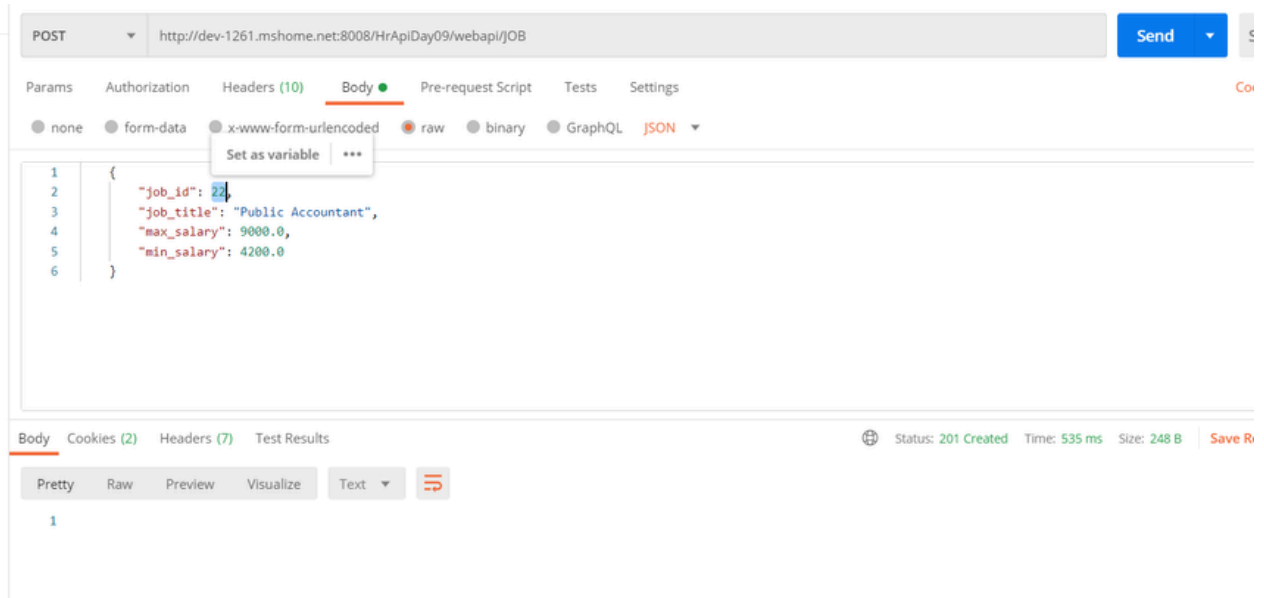 POST http://dev-1261.mshome.net:8008/HrApiDay09/webapi/JOB Send
Params Authorization Headers (10) Body Pre-request Script Tests Settings
none form-data x-www-form-urlencoded raw binary GraphQL JSON
Set as variable •••
1 {
2 "job_id": 22,
3 "job_title": "Public Accountant",
4 "max_salary": 9000.0,
5 "min_salary": 4200.0
6 }
Body Cookies (2) Headers (7) Test Results Status: 201 Created Time: 535 ms Size: 248 B Save R
Pretty Raw Preview Visualize Text
1